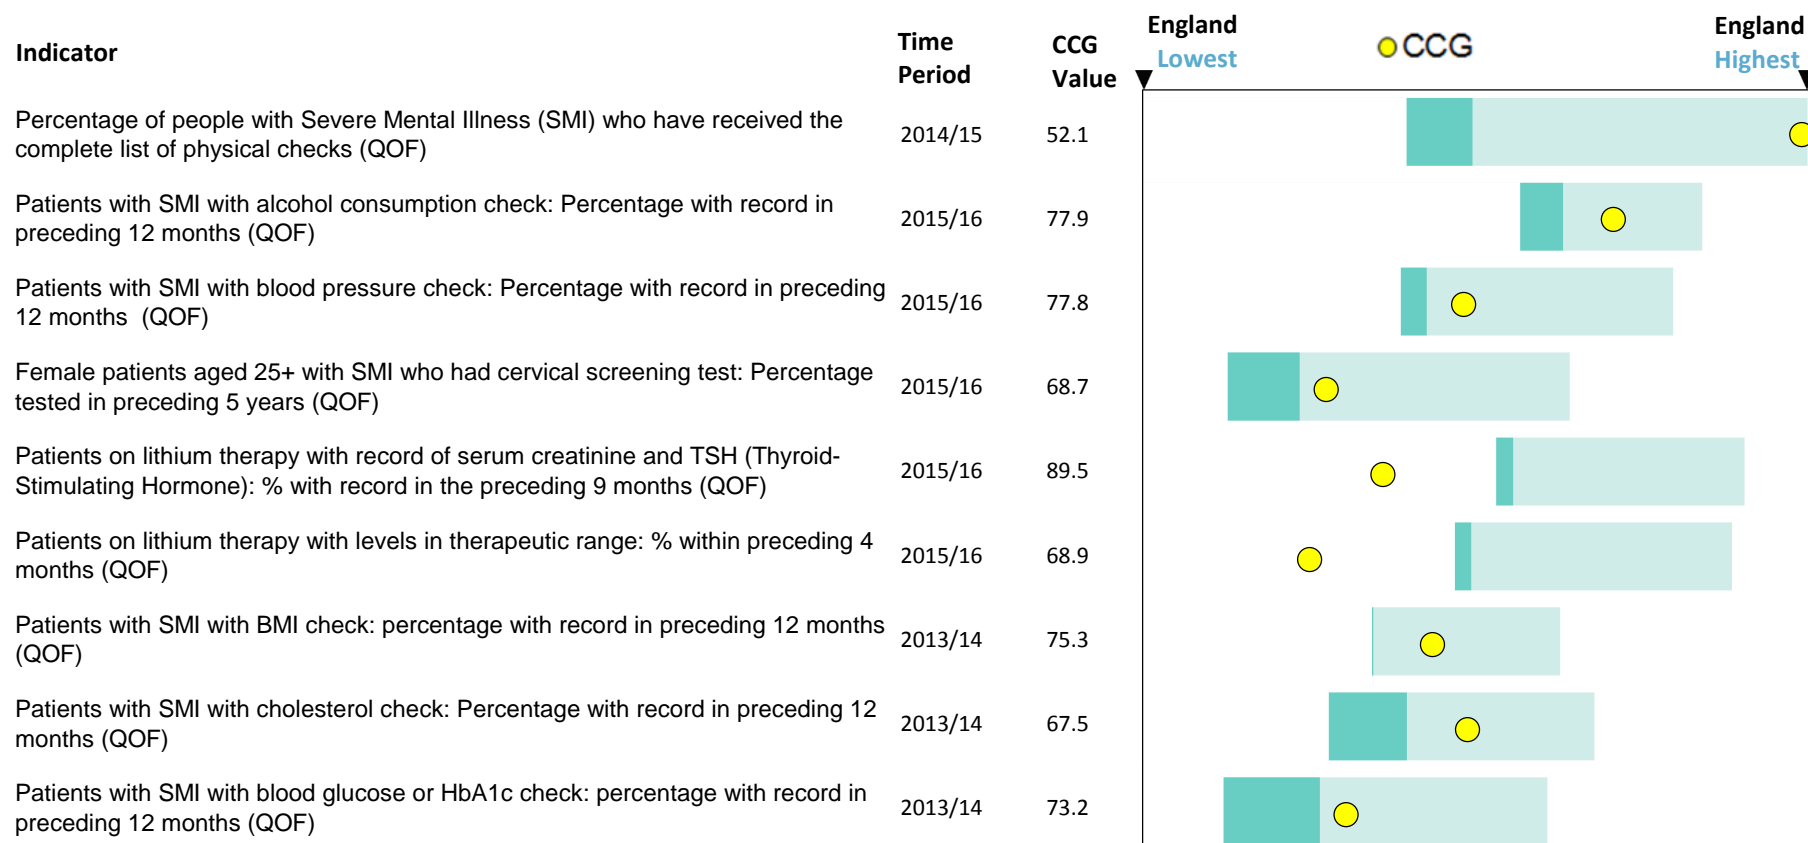 Indicator
Time Period
CCG Value
England Lowest
CCG
England Highest
Percentage of people with Severe Mental Illness (SMI) who have received the
complete list of physical checks (QOF)
2014/15
52.1
Patients with SMI with alcohol consumption check: Percentage with record in
preceding 12 months (QOF)
2015/16
77.9
Patients with SMI with blood pressure check: Percentage with record in preceding
12 months (QOF)
2015/16
77.8
Female patients aged 25+ with SMI who had cervical screening test: Percentage
tested in preceding 5 years (QOF)
2015/16
68.7
Patients on lithium therapy with record of serum creatinine and TSH (Thyroid-
Stimulating Hormone): % with record in the preceding 9 months (QOF)
2015/16
89.5
Patients on lithium therapy with levels in therapeutic range: % within preceding 4
months (QOF)
2015/16
68.9
Patients with SMI with BMI check: percentage with record in preceding 12 months
(QOF)
2013/14
75.3
Patients with SMI with cholesterol check: Percentage with record in preceding 12
months (QOF)
2013/14
67.5
Patients with SMI with blood glucose or HbA1c check: percentage with record in
preceding 12 months (QOF)
2013/14
73.2